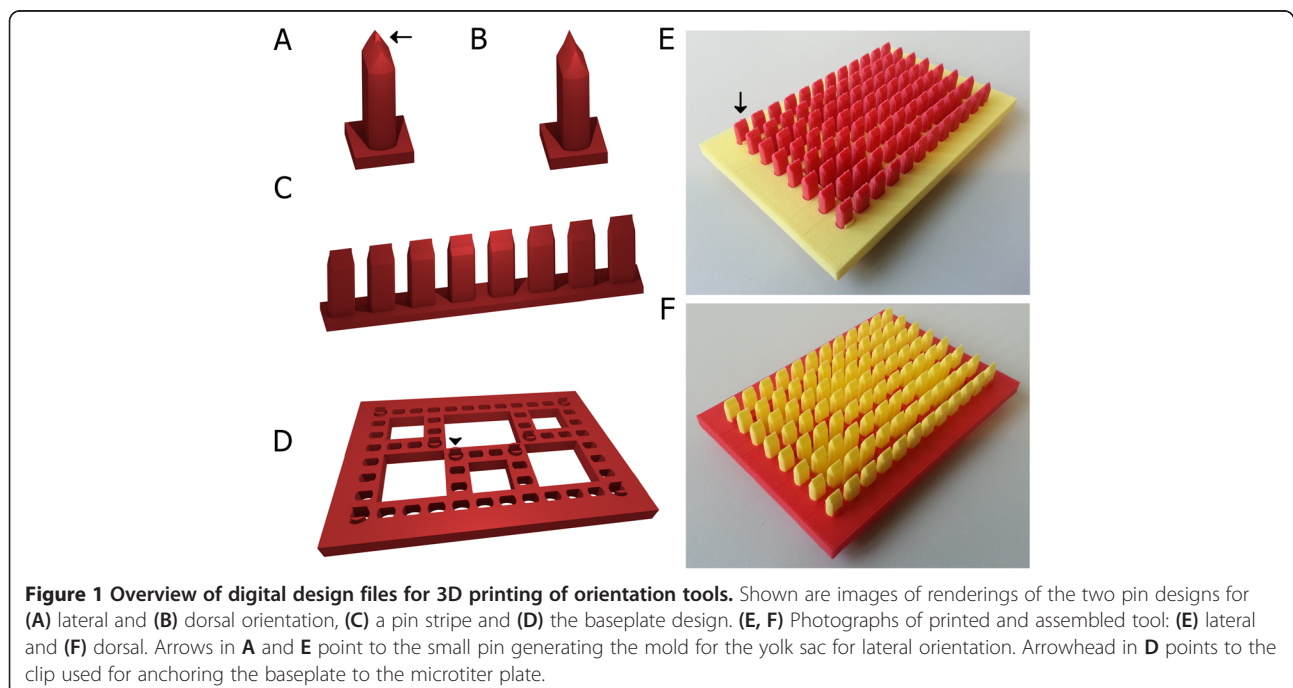 A
B
E
C
D
F
Figure 1 Overview of digital design files for 3D printing of orientation tools. Shown are images of renderings of the two pin designs for
(A) lateral and (B) dorsal orientation, (C) a pin stripe and (D) the baseplate design. (E, F) Photographs of printed and assembled tool: (E) lateral
and (F) dorsal. Arrows in A and E point to the small pin generating the mold for the yolk sac for lateral orientation. Arrowhead in D points to the
clip used for anchoring the baseplate to the microtiter plate.